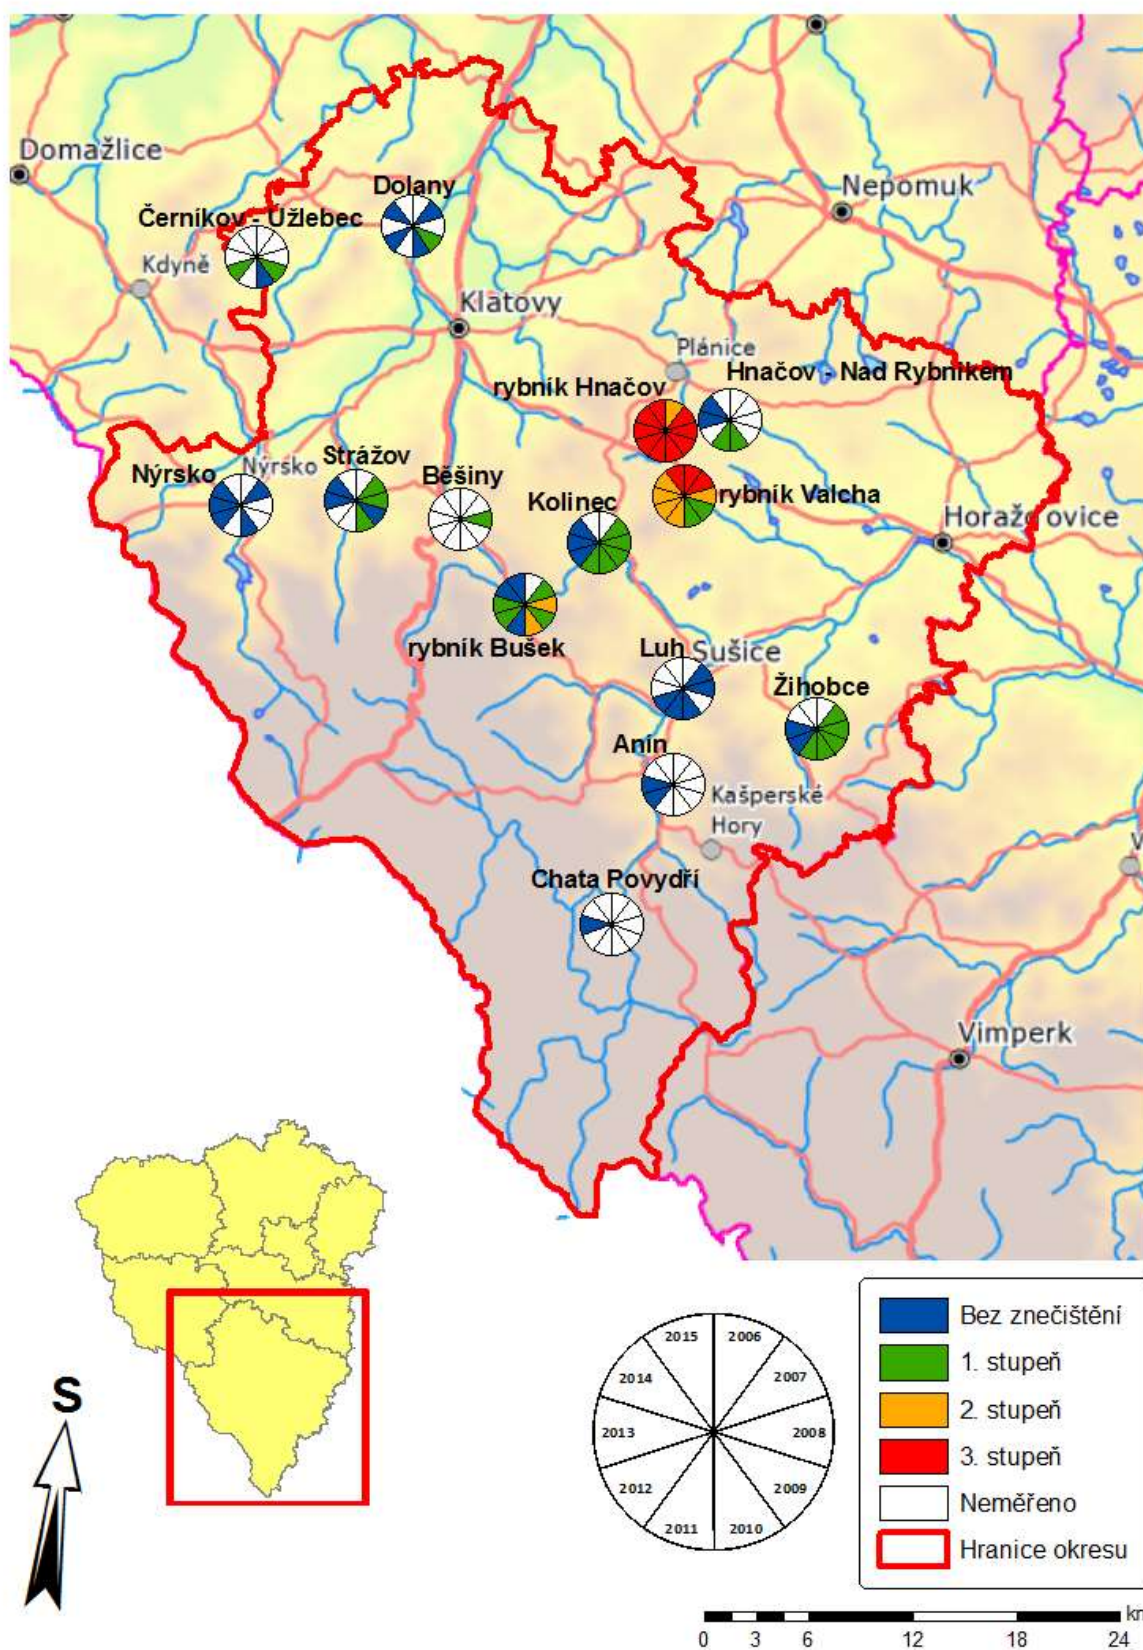 Domažlice
Dolany
Nepomuk
Černíkov - Úžlebec
Kdyně
Klatovy
Plánice
Hnačov - Nad Rybníkem
rybník Hnačov
Strážov
Nýrsko
Nýrsko
Běšiny
Kolinec
rybník Valcha
Horažďovice
rybník Bušek
Luh
Sušice
Žihobce
Anín
Kašperské
Hory
V
Chata Povydří
Vimperk
S
2015
2006
2014
2007
2013
2008
2012
2009
2011
2010
Bez znečištění
1. stupeň
2. stupeň
3. stupeň
Neměřeno
Hranice okresu
km
0 3 6 12 18 24